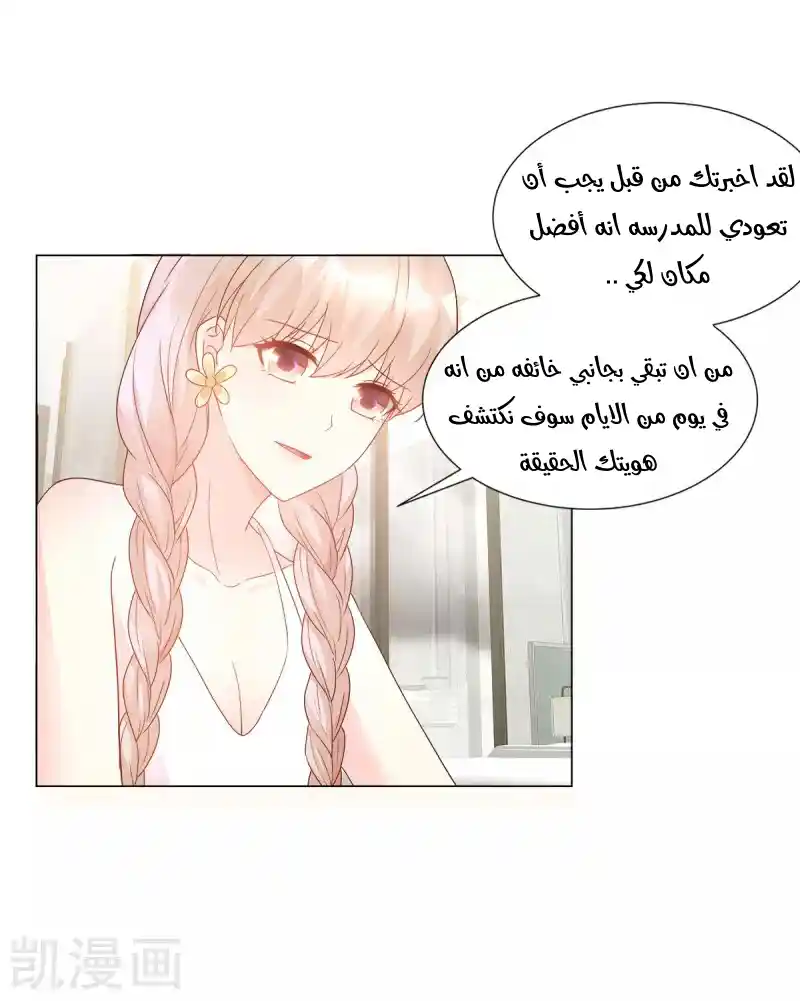 لقد اخبرتك من قبل يجب أن
تعودي للمدرسه انه أفضل
مكان لكي ..
من ان تبقي بجانبي خائفه من انه
في يوم من الايام سوف نكتشف
هويتك الحقيقة
凯漫画